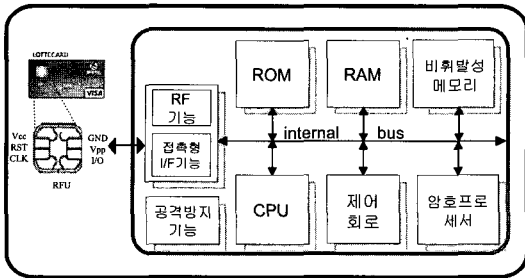 LOTTECARD
VISA
Vcc
RST
CLK
GND
Vpp
I/O
RFU
RF
기능
접촉형
I/F기능
공격방지
기능
ROM
RAM
비휘발성
메모리
internal bus
CPU
제어
회로
암호프로
세서